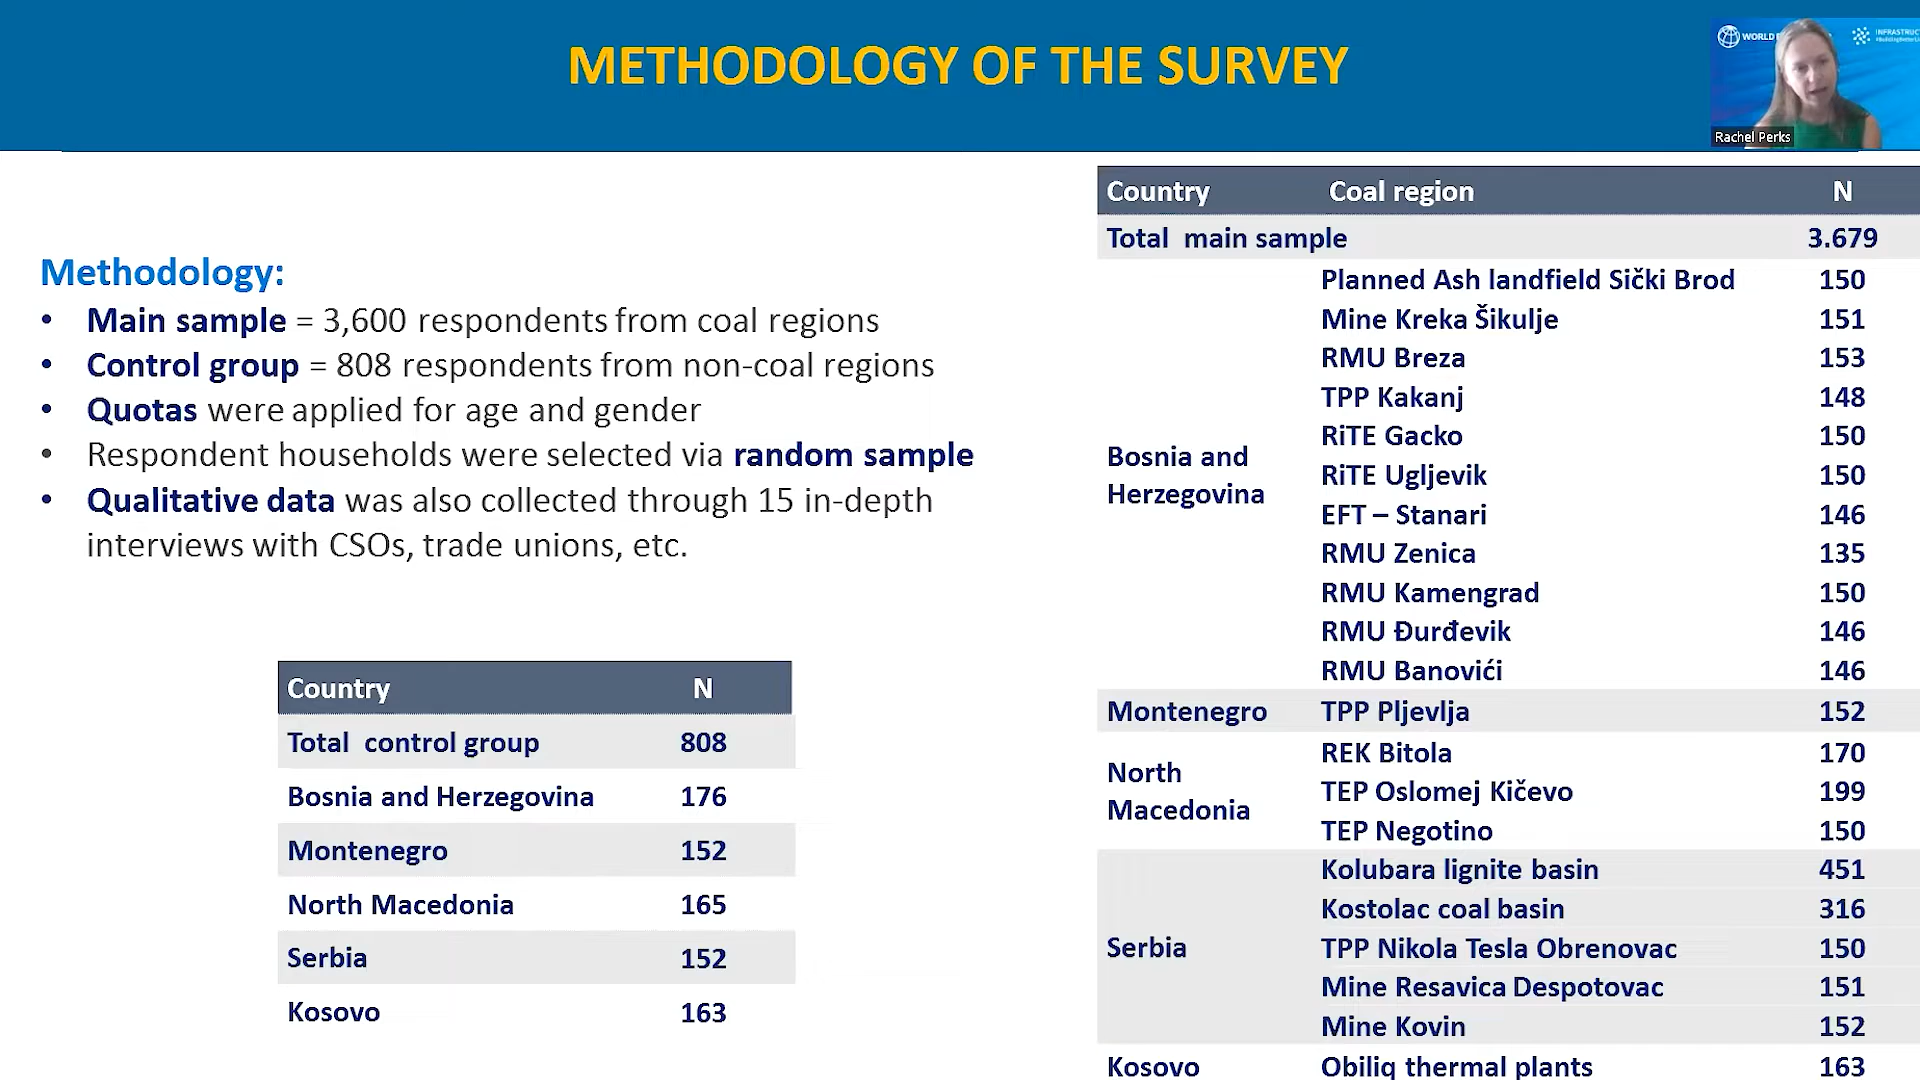 METHODOLOGY OF THE SURVEY
WORLD
INFRASTRUCT
Rachel Perks
Methodology:
• Main sample = 3,600 respondents from coal regions
• Control group = 808 respondents from non-coal regions
• Quotas were applied for age and gender
• Respondent households were selected via random sample
• Qualitative data was also collected through 15 in-depth
interviews with CSOs, trade unions, etc.
Country N
Total control group 808
Bosnia and Herzegovina 176
Montenegro 152
North Macedonia 165
Serbia 152
Kosovo 163
Country Coal region N
Total main sample 3.679
Bosnia and
Herzegovina
Planned Ash landfield Sički Brod 150
Mine Kreka Šikulje 151
RMU Breza 153
TPP Kakanj 148
RiTE Gacko 150
RiTE Ugljevik 150
EFT – Stanari 146
RMU Zenica 135
RMU Kamengrad 150
RMU Đurđevik 146
RMU Banovići 146
Montenegro TPP Pljevlja 152
North
Macedonia
REK Bitola 170
TEP Oslomej Kičevo 199
TEP Negotino 150
Serbia
Kolubara lignite basin 451
Kostolac coal basin 316
TPP Nikola Tesla Obrenovac 150
Mine Resavica Despotovac 151
Mine Kovin 152
Kosovo Obiliq thermal plants 163